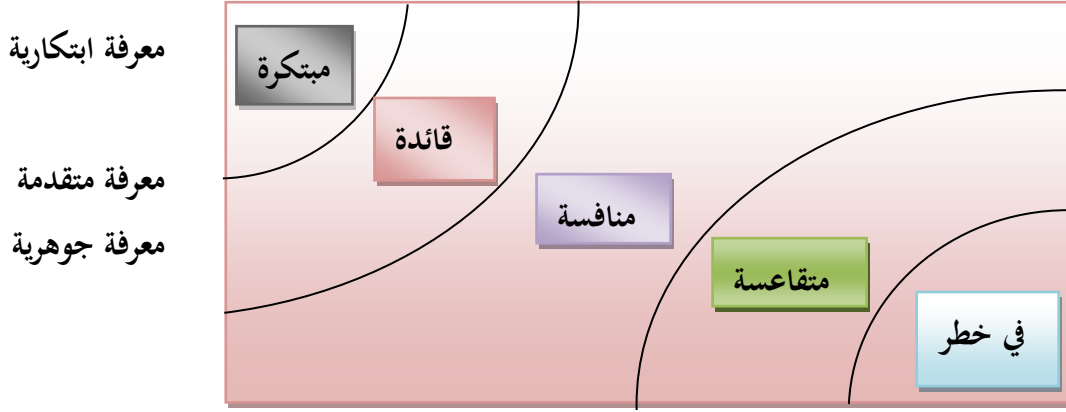 معرفة ابتكارية
معرفة متقدمة
معرفة جوهرية
مبتكرة
قائدة
منافسة
متقاعسة
في خطر